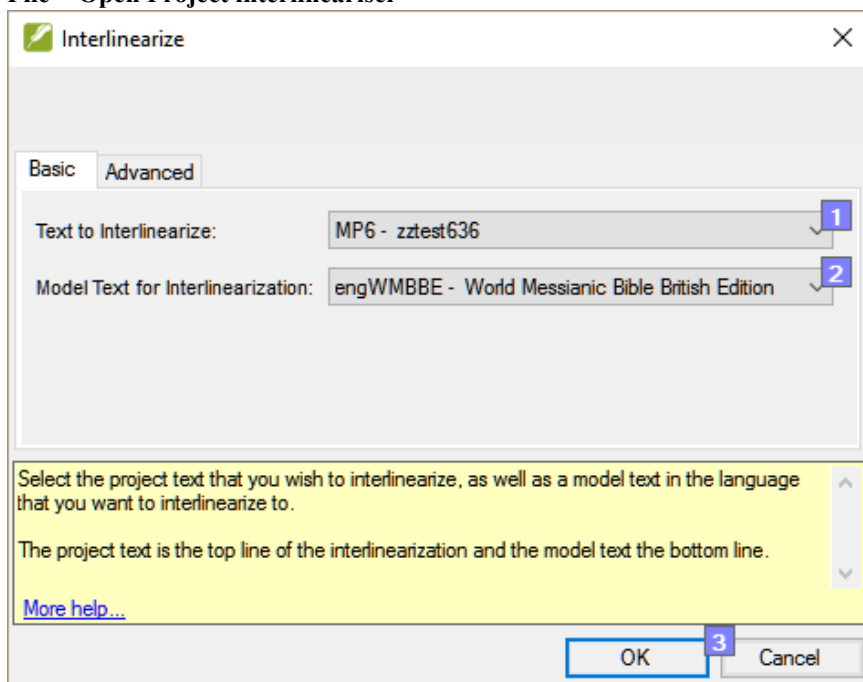 Interlinearize
Basic Advanced
Text to Interlinearize: MP6 - zztest636 1
Model Text for Interlinearization: engWMBBE - World Messianic Bible British Edition 2
Select the project text that you wish to interlinearize, as well as a model text in the language
that you want to interlinearize to.
The project text is the top line of the interlinearization and the model text the bottom line.
More help...
OK 3 Cancel